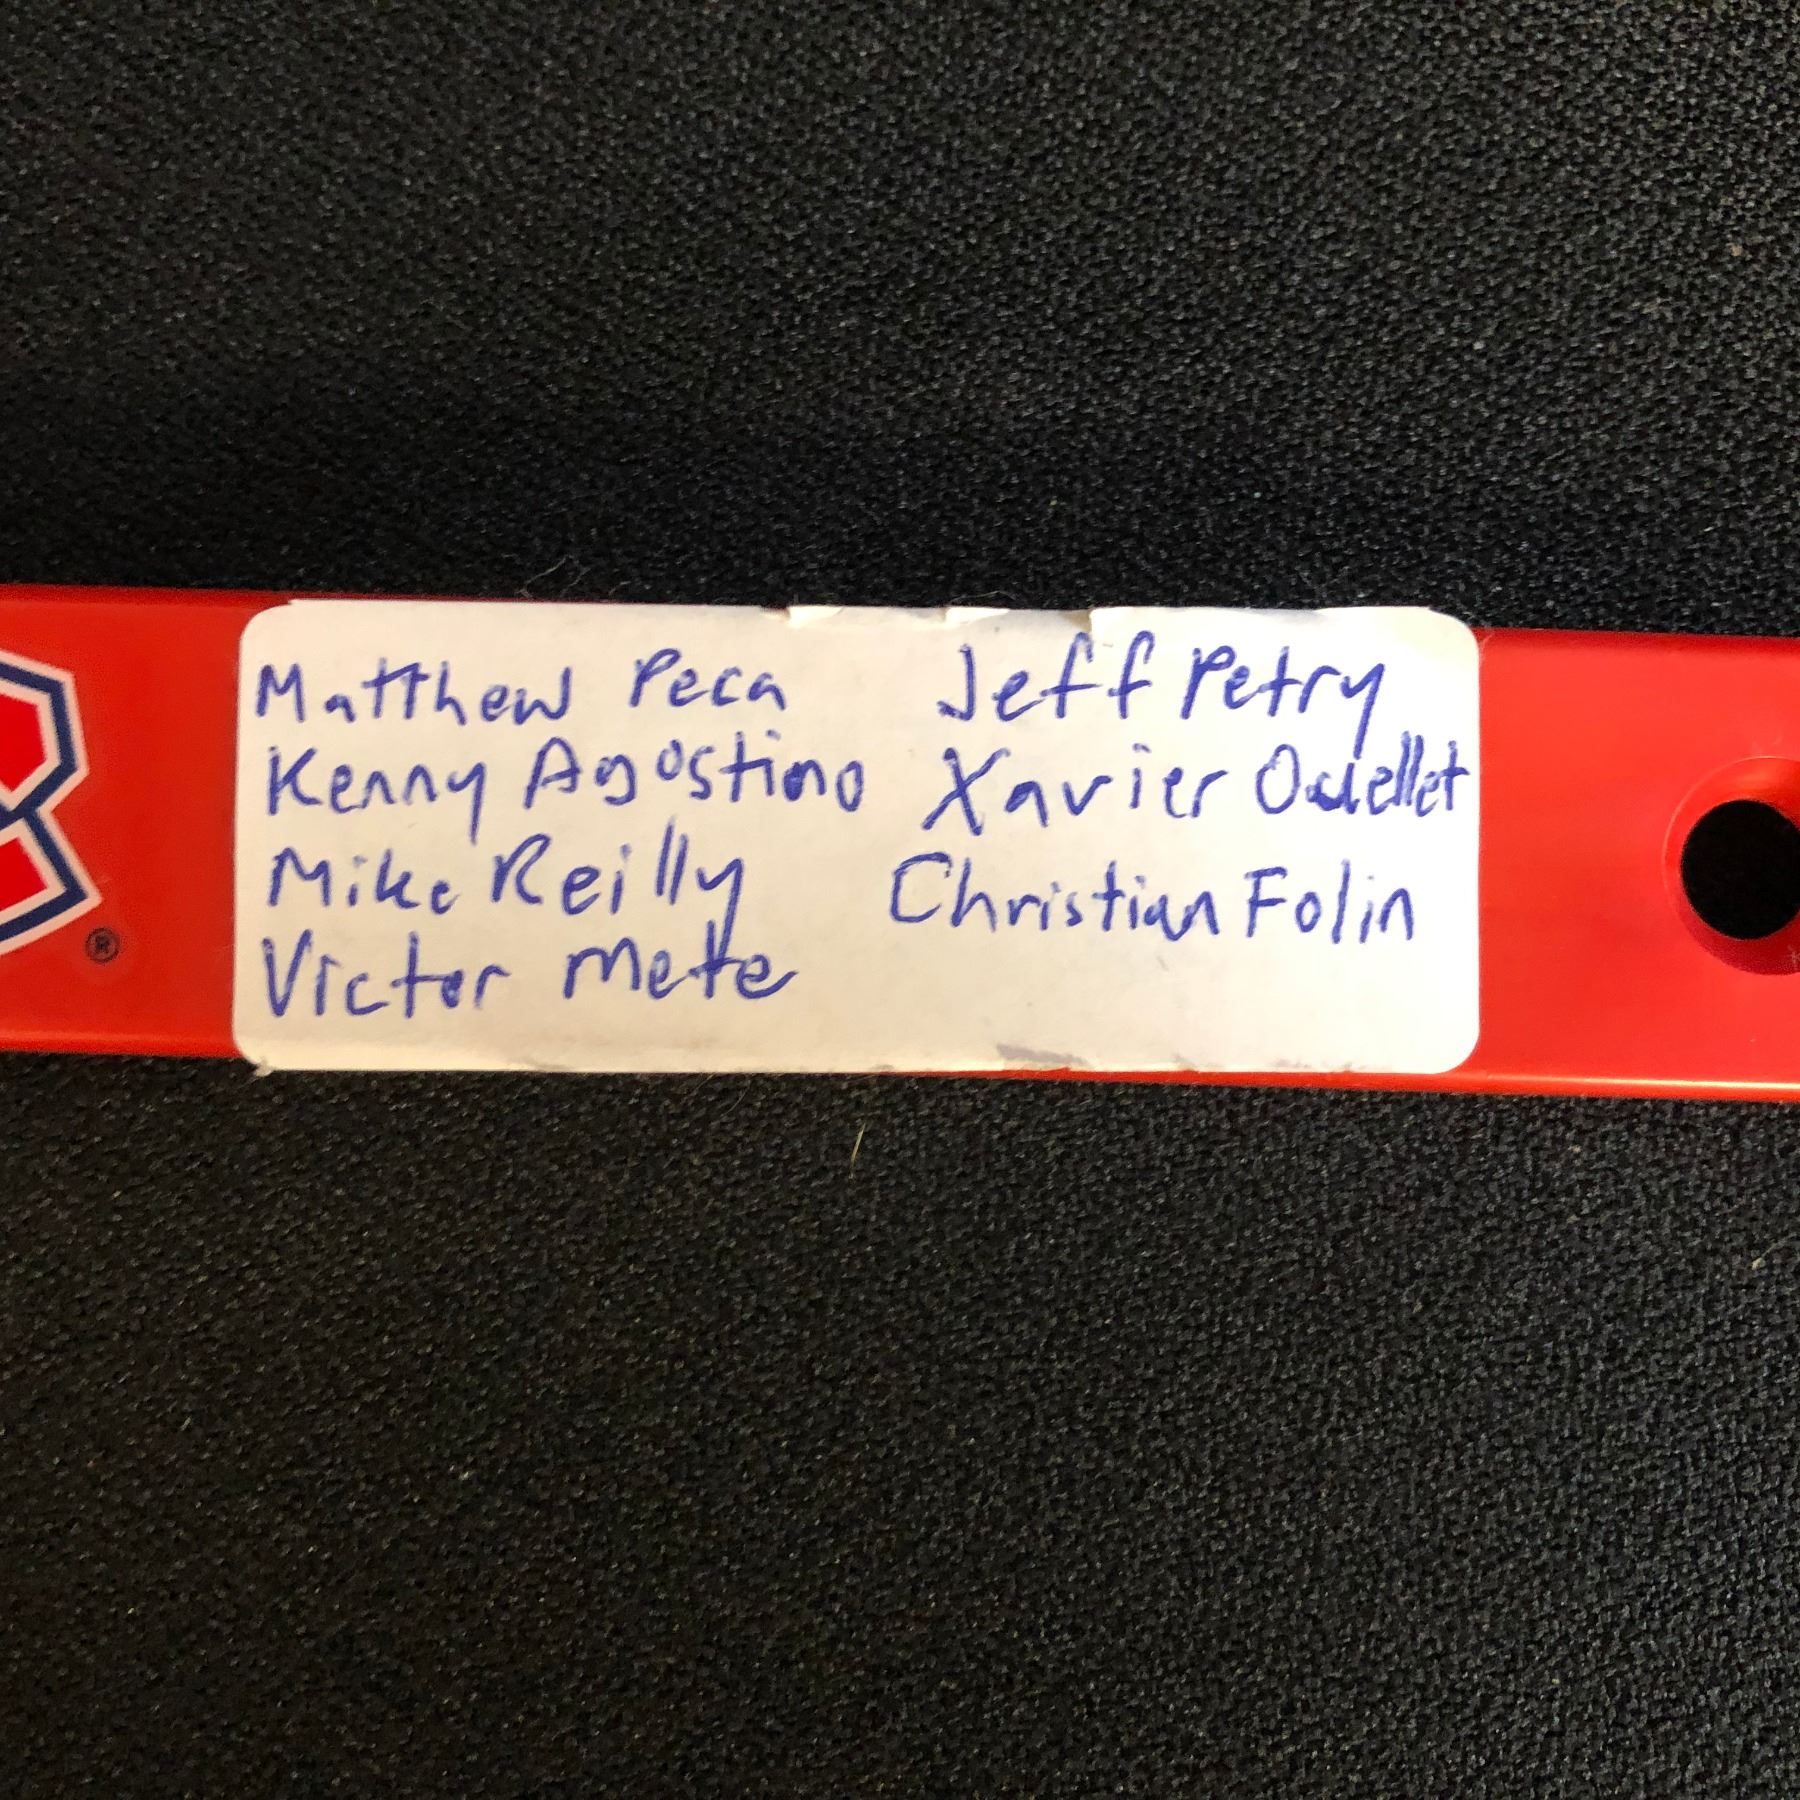 Matthew Peca
Kenny Agostino
Mike Reilly
Victor Mete
Jeff Petry
Xavier Ouellet
Christian Folin
®